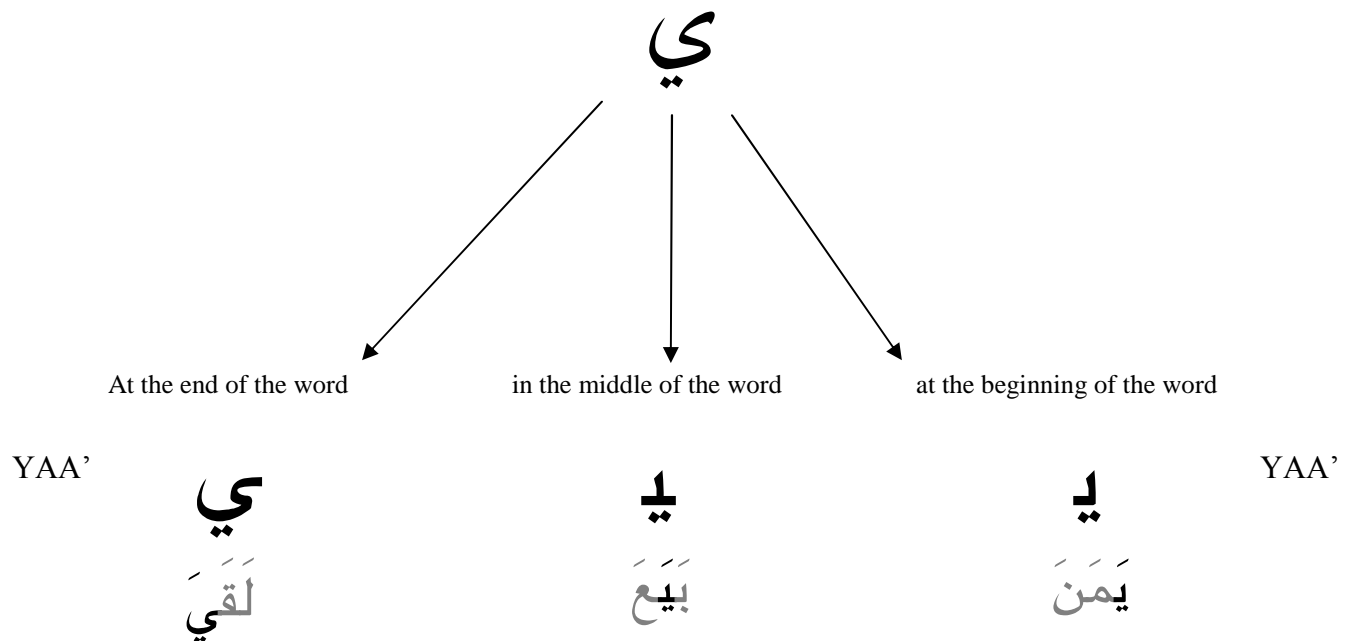 ي
At the end of the word in the middle of the word at the beginning of the word
YAA’ ي ـيـ يـ YAA’
لَقَيَ بَيَعَ يَمَنَ